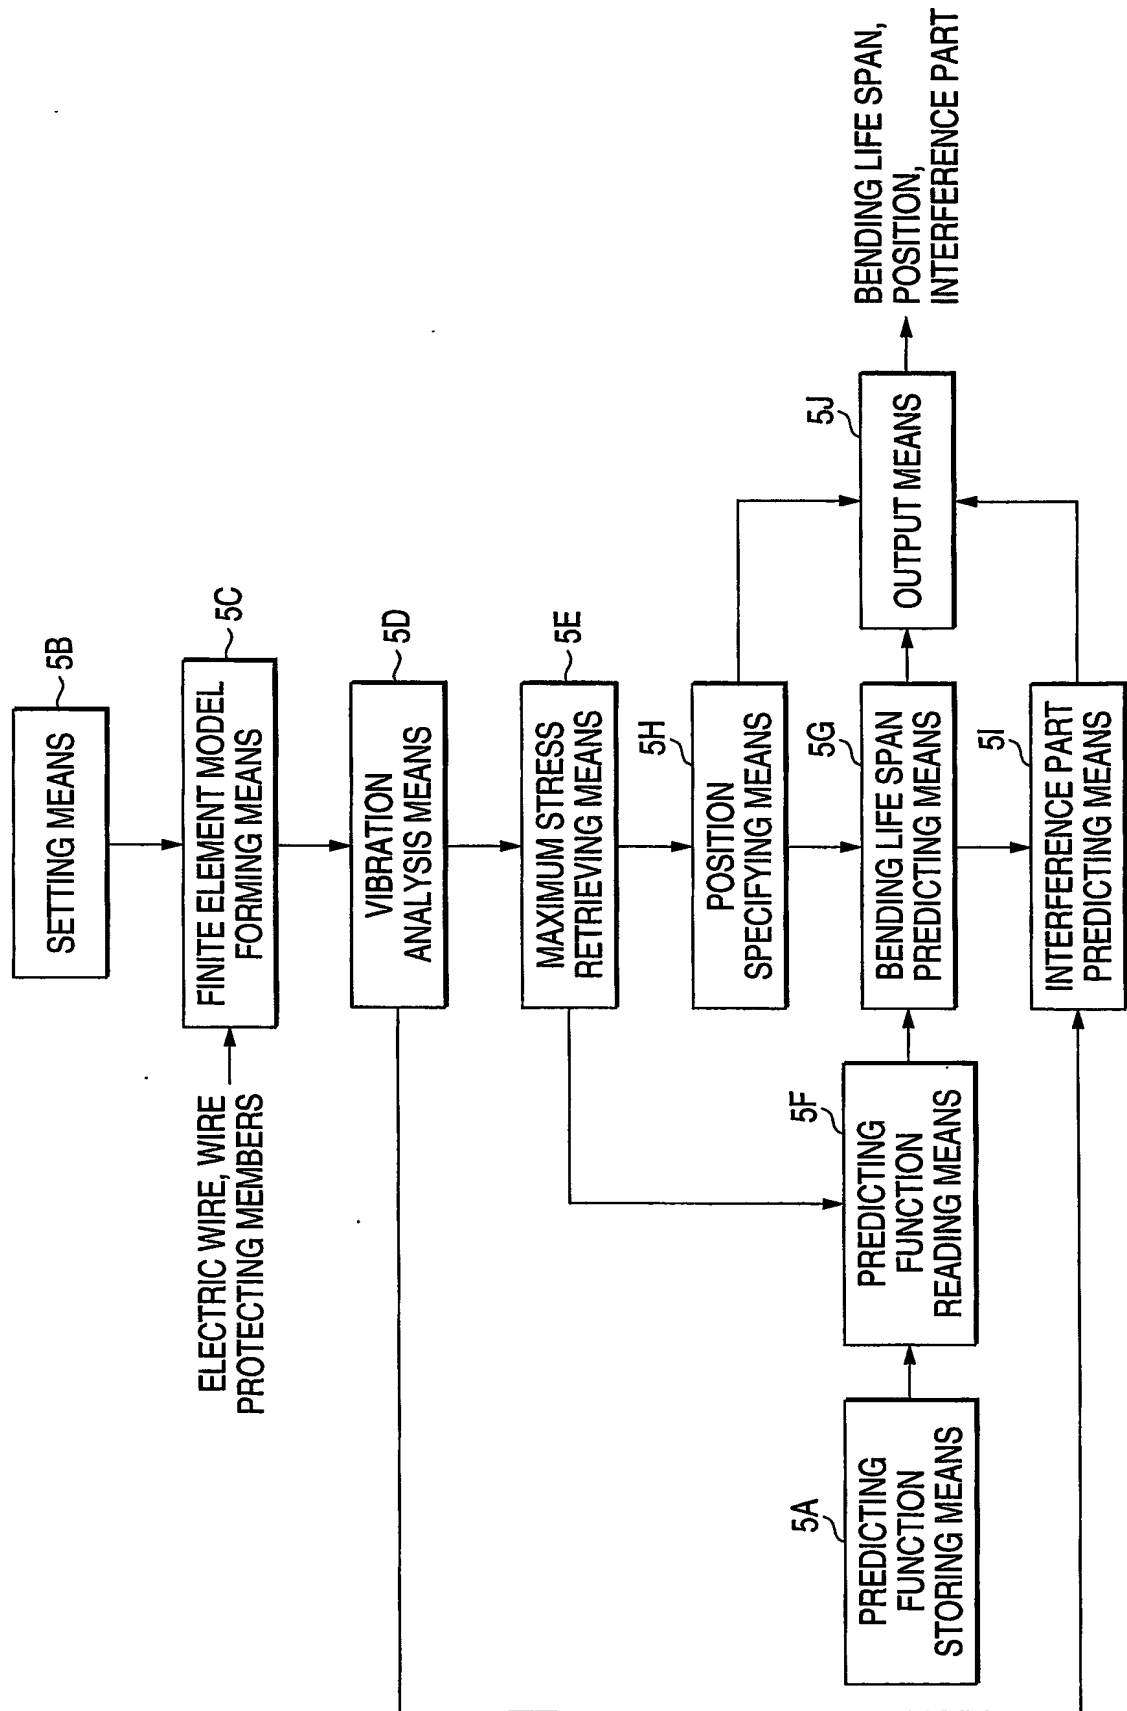 5B
SETTING MEANS
ELECTRIC WIRE, WIRE
PROTECTING MEMBERS
5C
FINITE ELEMENT MODEL
FORMING MEANS
5D
VIBRATION
ANALYSIS MEANS
5E
MAXIMUM STRESS
RETRIEVING MEANS
5H
POSITION
SPECIFYING MEANS
5A
PREDICTING
FUNCTION
STORING MEANS
5F
PREDICTING
FUNCTION
READING MEANS
5G
BENDING LIFE SPAN
PREDICTING MEANS
5J
OUTPUT MEANS
BENDING LIFE SPAN,
POSITION,
INTERFERENCE PART
5I
INTERFERENCE PART
PREDICTING MEANS